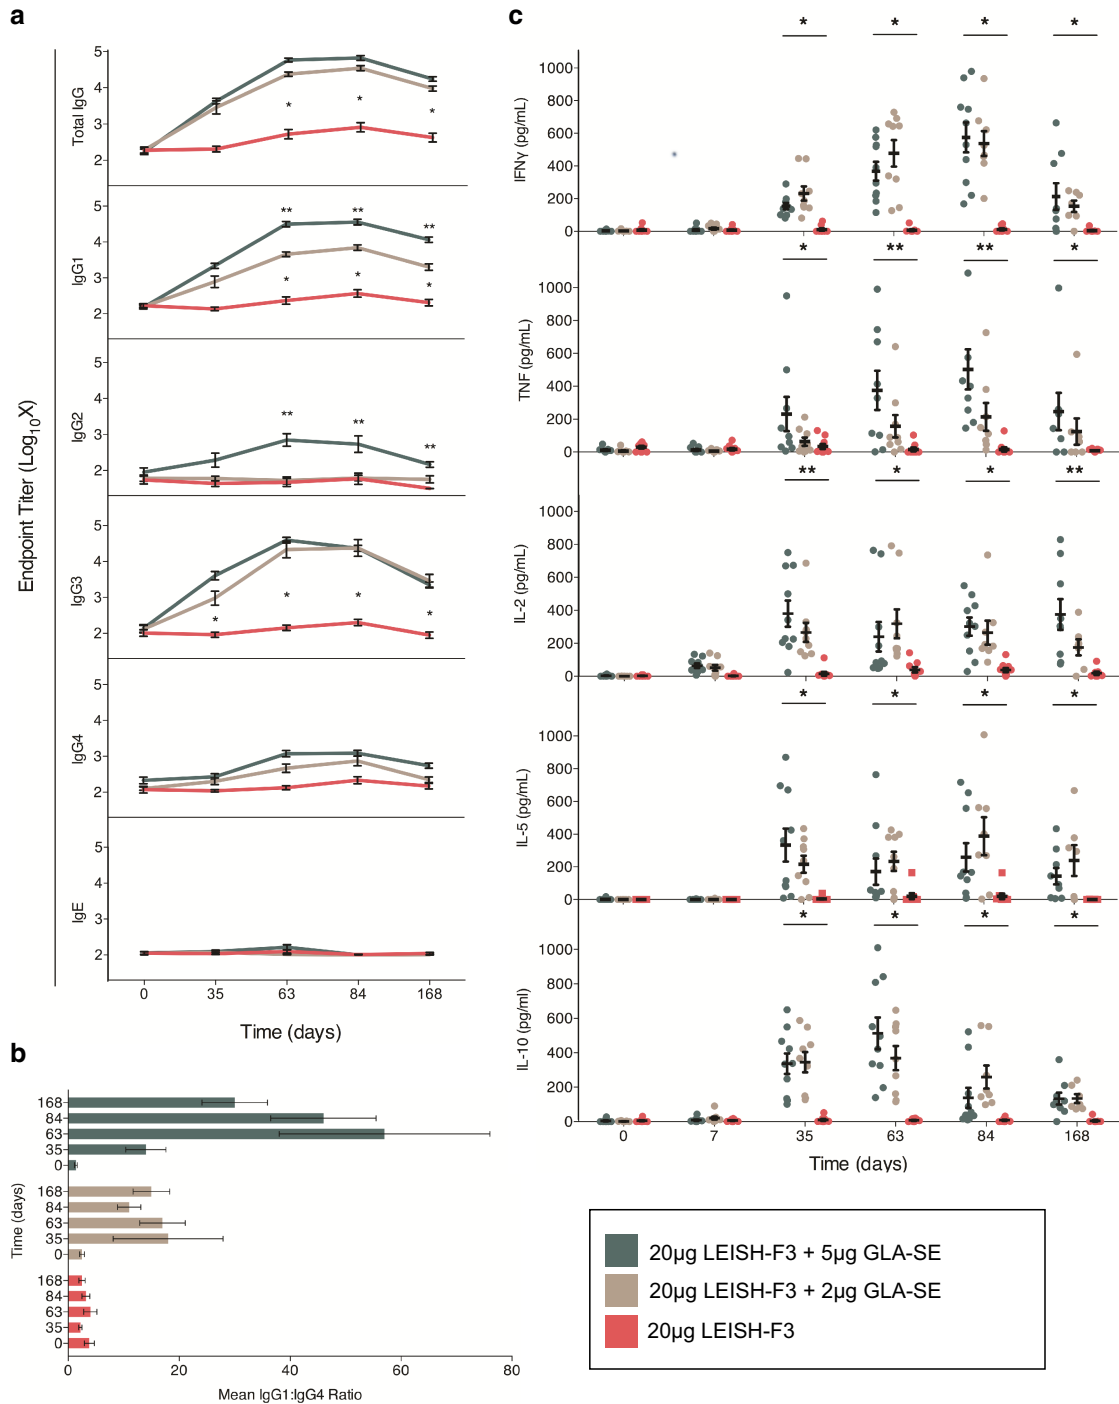 a
Endpoint Titer (Log10X)
Total IgG
5
4
3
2
IgG1
5
4
3
2
** ** **
* * *
IgG2
5
4
3
2
** ** **
IgG3
5
4
3
2
* * * *
IgG4
5
4
3
2
IgE
5
4
3
2
0 35 63 84 168
Time (days)
b
Time (days)
168
84
63
35
0
168
84
63
35
0
168
84
63
35
0
0 20 40 60 80
Mean IgG1:IgG4 Ratio
c
* * * *
IFNγ (pg/mL)
1000
800
600
400
200
0
* ** ** *
TNF (pg/mL)
1000
800
600
400
200
0
** * * **
IL-2 (pg/mL)
1000
800
600
400
200
0
* * * *
IL-5 (pg/mL)
1000
800
600
400
200
0
* * * *
IL-10 (pg/ml)
1000
800
600
400
200
0
0 7 35 63 84 168
Time (days)
20µg LEISH-F3 + 5µg GLA-SE
20µg LEISH-F3 + 2µg GLA-SE
20µg LEISH-F3